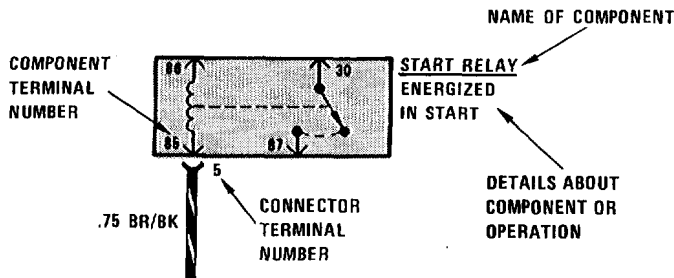 NAME OF COMPONENT
COMPONENT
TERMINAL
NUMBER
86
30
START RELAY
ENERGIZED
IN START
85
87
5
.75 BR/BK
CONNECTOR
TERMINAL
NUMBER
DETAILS ABOUT
COMPONENT OR
OPERATION